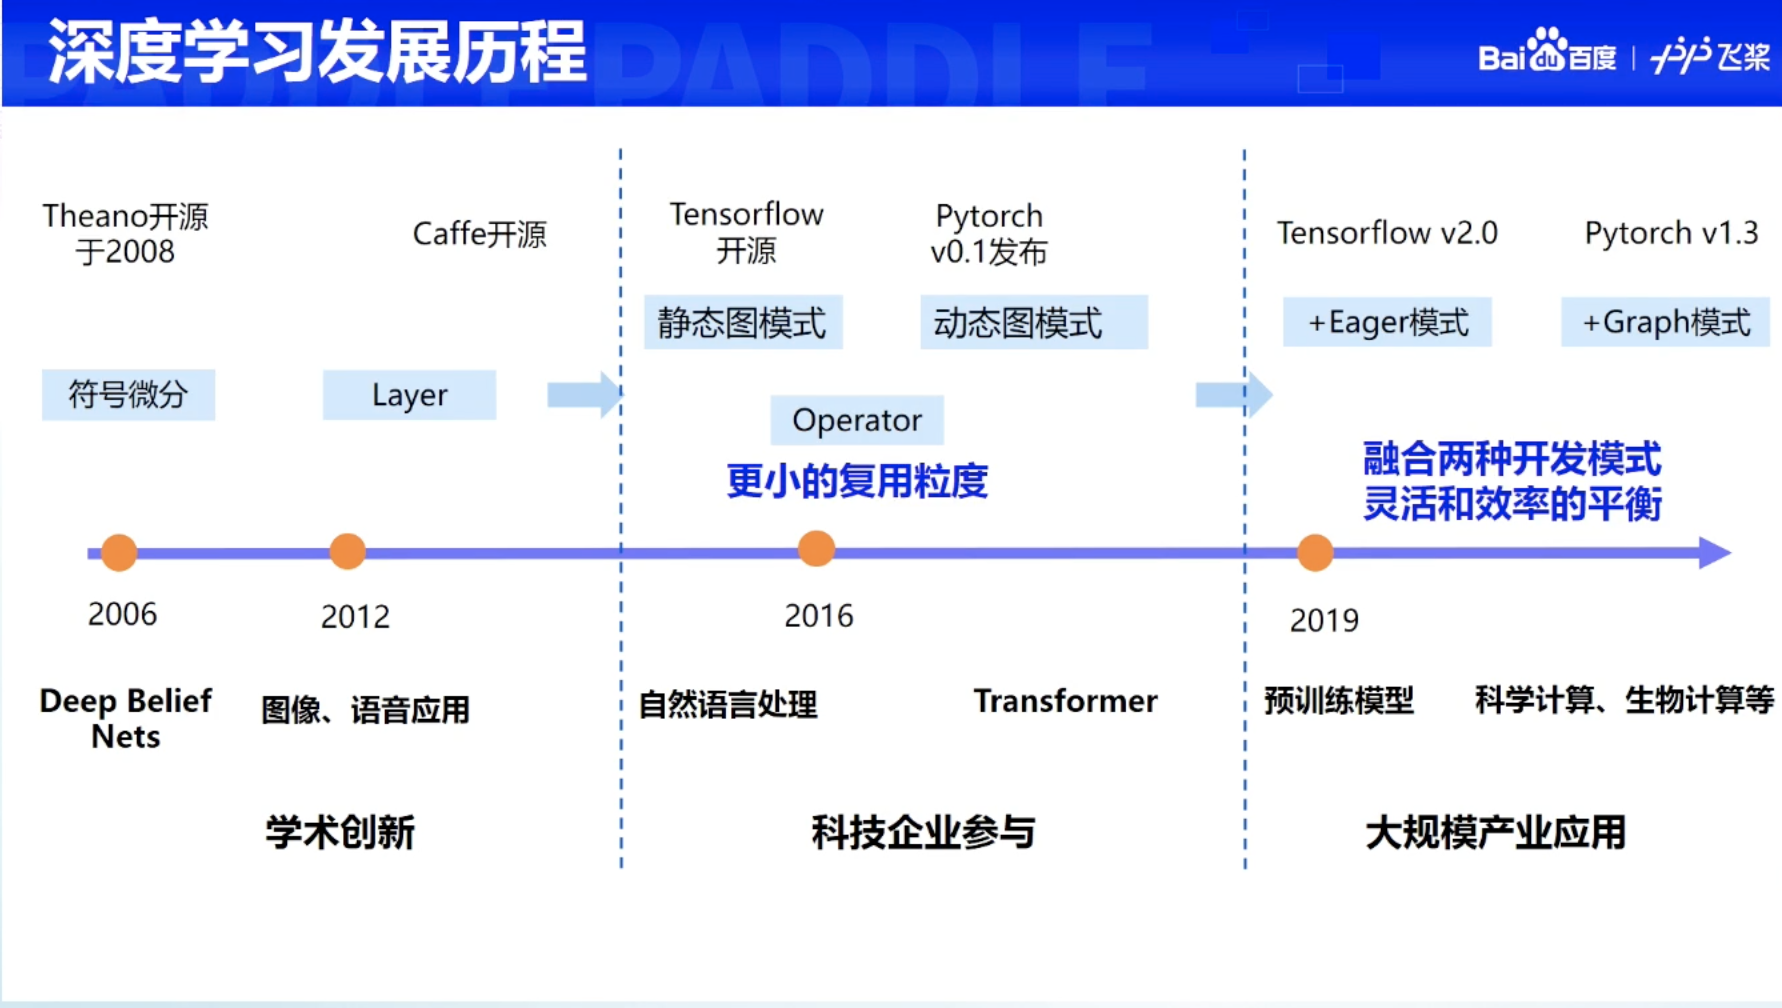 深度学习发展历程
Bai du 百度 | 飞桨
PADDLE PADDLE
Theano开源
于2008
Caffe开源
Tensorflow
开源
Pytorch
v0.1发布
Tensorflow v2.0
Pytorch v1.3
静态图模式
动态图模式
+Eager模式
+Graph模式
符号微分
Layer
Operator
更小的复用粒度
融合两种开发模式
灵活和效率的平衡
2006
2012
2016
2019
Deep Belief
Nets
图像、语音应用
自然语言处理
Transformer
预训练模型
科学计算、生物计算等
学术创新
科技企业参与
大规模产业应用